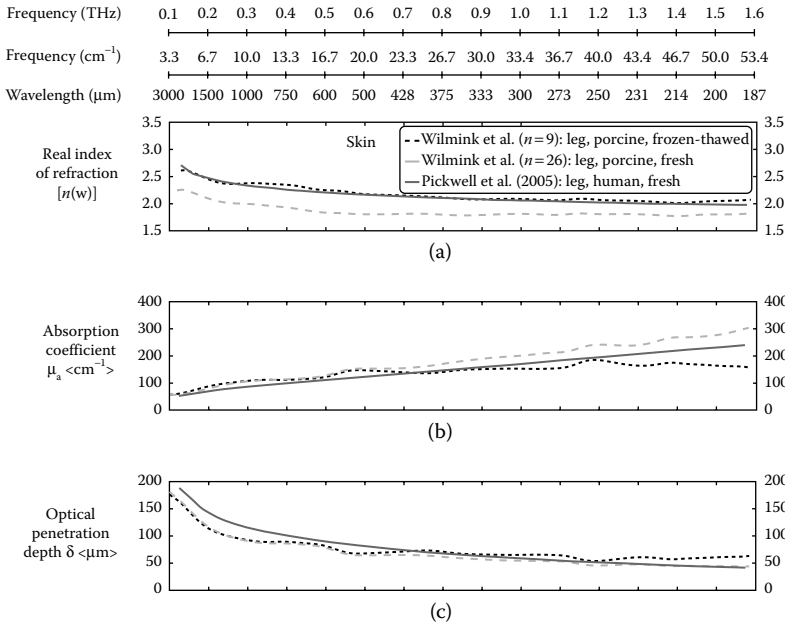 Frequency (THz) 0.1 0.2 0.3 0.4 0.5 0.6 0.7 0.8 0.9 1.0 1.1 1.2 1.3 1.4 1.5 1.6
Frequency (cm⁻¹) 3.3 6.7 10.0 13.3 16.7 20.0 23.3 26.7 30.0 33.4 36.7 40.0 43.4 46.7 50.0 53.4
Wavelength (μm) 3000 1500 1000 750 600 500 428 375 333 300 273 250 231 214 200 187
Real index
of refraction
[n(w)]
3.5
3.0
2.5
2.0
1.5
Skin
Wilmink et al. (n=9): leg, porcine, frozen-thawed
Wilmink et al. (n=26): leg, porcine, fresh
Pickwell et al. (2005): leg, human, fresh
3.5
3.0
2.5
2.0
1.5
(a)
Absorption
coefficient
μₐ <cm⁻¹>
400
300
200
100
0
400
300
200
100
0
(b)
Optical
penetration
depth δ <μm>
200
150
100
50
0
200
150
100
50
0
(c)